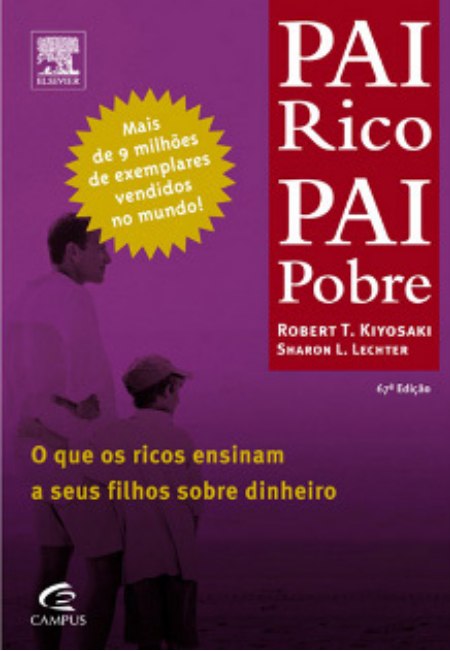 ELSEVIER
PAI
Rico
PAI
Pobre
Mais
de 9 milhões
de exemplares
vendidos
no mundo!
ROBERT T. KIYOSAKI
SHARON L. LECHTER
67ª Edição
O que os ricos ensinam
a seus filhos sobre dinheiro
CAMPUS